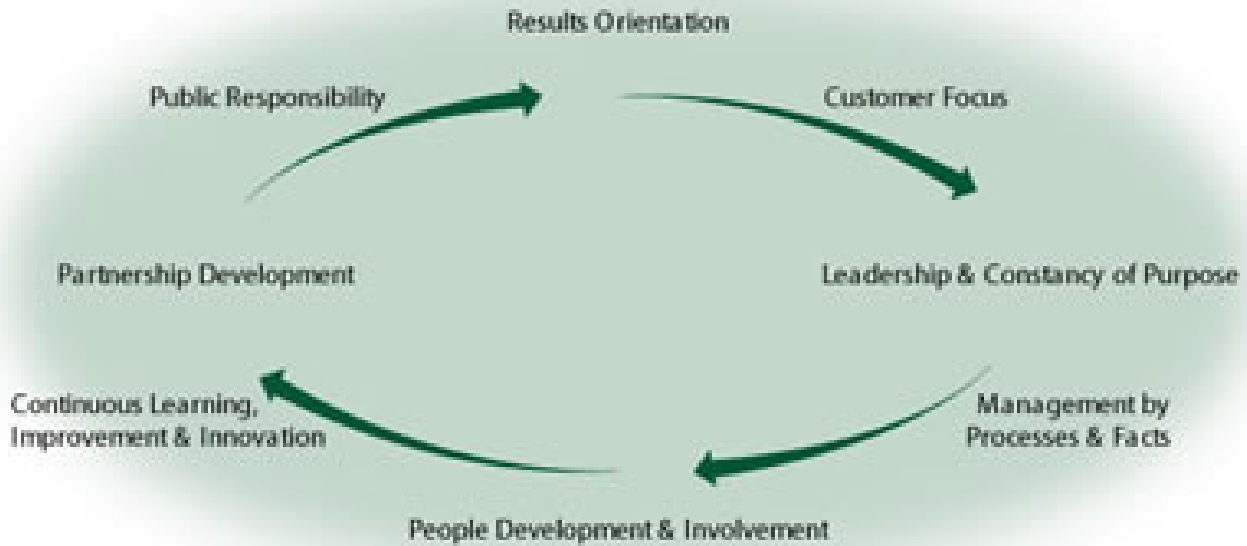 Results Orientation
Public Responsibility
Customer Focus
Partnership Development
Leadership & Constancy of Purpose
Continuous Learning,
Improvement & Innovation
Management by
Processes & Facts
People Development & Involvement